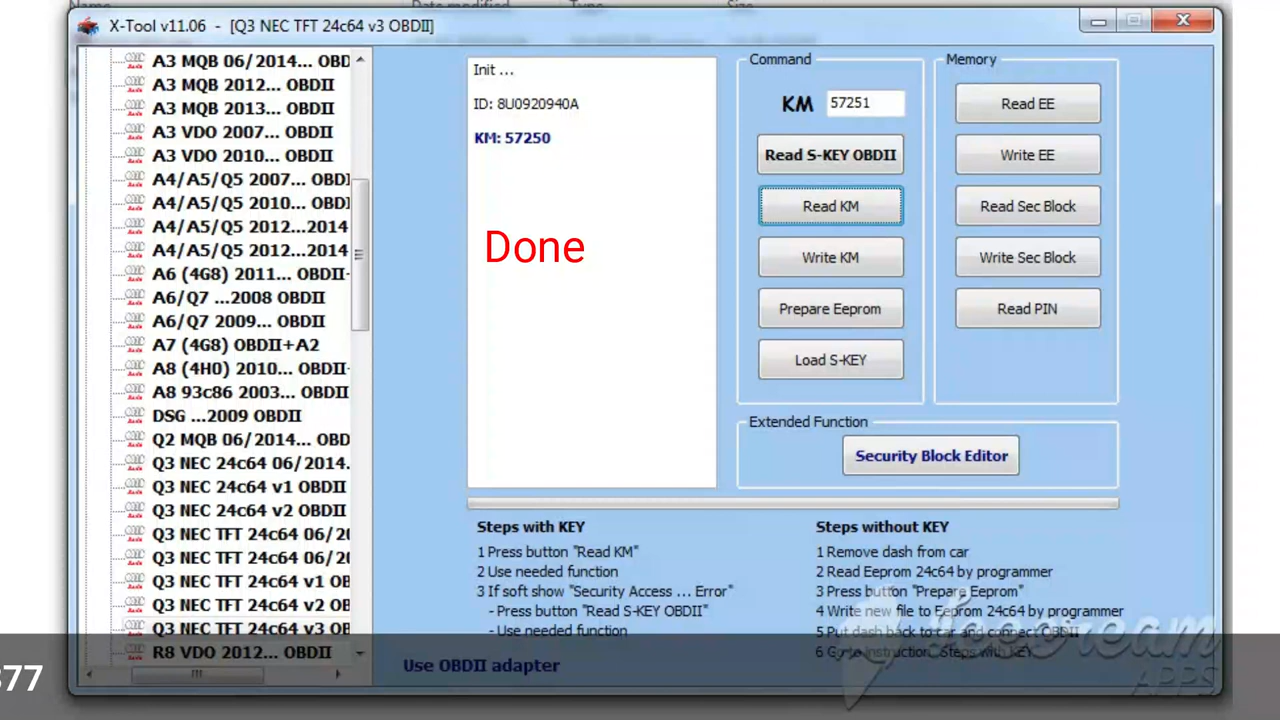 Name
Date modified
Type
Size
X-Tool v11.06 - [Q3 NEC TFT 24c64 v3 OBDII]
A3 MQB 06/2014... OBD
A3 MQB 2012... OBDII
A3 MQB 2013... OBDII
A3 VDO 2007... OBDII
A3 VDO 2010... OBDII
A4/A5/Q5 2007... OBDI
A4/A5/Q5 2010... OBDI
A4/A5/Q5 2012...2014
A4/A5/Q5 2012...2014
A6 (4G8) 2011... OBDII-
A6/Q7 ...2008 OBDII
A6/Q7 2009... OBDII
A7 (4G8) OBDII+A2
A8 (4H0) 2010... OBDII-
A8 93c86 2003... OBDII
DSG ...2009 OBDII
Q2 MQB 06/2014... OBD
Q3 NEC 24c64 06/2014.
Q3 NEC 24c64 v1 OBDII
Q3 NEC 24c64 v2 OBDII
Q3 NEC TFT 24c64 06/20
Q3 NEC TFT 24c64 06/20
Q3 NEC TFT 24c64 v1 OB
Q3 NEC TFT 24c64 v2 OB
Q3 NEC TFT 24c64 v3 OB
R8 VDO 2012... OBDII
Init ...
ID: 8U0920940A
KM: 57250
Done
Command
KM 57251
Read S-KEY OBDII
Read KM
Write KM
Prepare Eeprom
Load S-KEY
Memory
Read EE
Write EE
Read Sec Block
Write Sec Block
Read PIN
Extended Function
Security Block Editor
Steps with KEY
1 Press button "Read KM"
2 Use needed function
3 If soft show "Security Access ... Error"
- Press button "Read S-KEY OBDII"
- Use needed function
Steps without KEY
1 Remove dash from car
2 Read Eeprom 24c64 by programmer
3 Press button "Prepare Eeprom"
4 Write new file to Eeprom 24c64 by programmer
5 Put dash back to car and connect OBDII
6 Go to instruction "Steps with KEY"
Use OBDII adapter
377
APPS